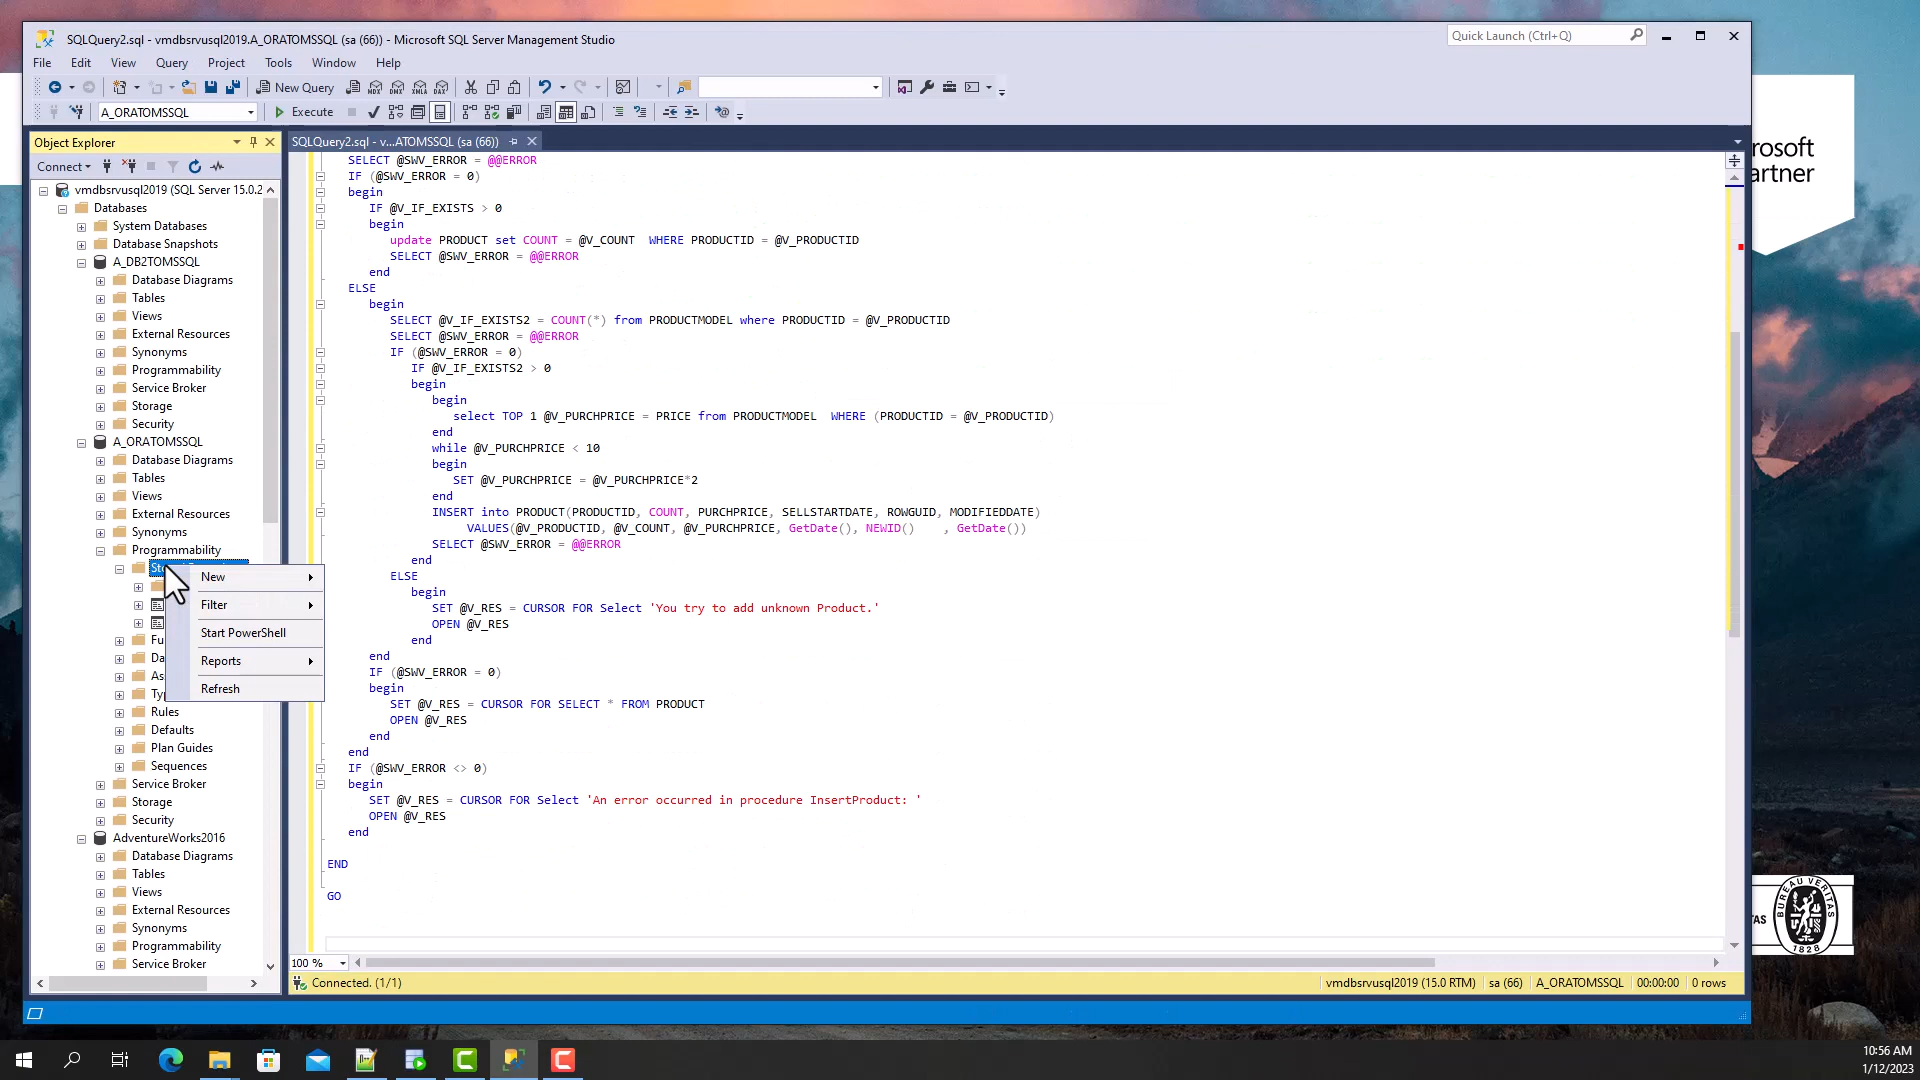 SQLQuery2.sql - vmdbsrvusql2019.A_ORATOMSSQL (sa (66)) - Microsoft SQL Server Management Studio
Quick Launch (Ctrl+Q)
File Edit View Query Project Tools Window Help
New Query
A_ORATOMSSQL Execute
Object Explorer
Connect
vmdbsrvusql2019 (SQL Server 15.0.2
Databases
System Databases
Database Snapshots
A_DB2TOMSSQL
Database Diagrams
Tables
Views
External Resources
Synonyms
Programmability
Service Broker
Storage
Security
A_ORATOMSSQL
Database Diagrams
Tables
Views
External Resources
Synonyms
Programmability
Rules
Defaults
Plan Guides
Sequences
Service Broker
Storage
Security
AdventureWorks2016
Database Diagrams
Tables
Views
External Resources
Synonyms
Programmability
Service Broker
New
Filter
Start PowerShell
Reports
Refresh
SQLQuery2.sql - v...ATOMSSQL (sa (66))
SELECT @SWV_ERROR = @@ERROR
IF (@SWV_ERROR = 0)
begin
IF @V_IF_EXISTS > 0
begin
update PRODUCT set COUNT = @V_COUNT WHERE PRODUCTID = @V_PRODUCTID
SELECT @SWV_ERROR = @@ERROR
end
ELSE
begin
SELECT @V_IF_EXISTS2 = COUNT(*) from PRODUCTMODEL where PRODUCTID = @V_PRODUCTID
SELECT @SWV_ERROR = @@ERROR
IF (@SWV_ERROR = 0)
IF @V_IF_EXISTS2 > 0
begin
begin
select TOP 1 @V_PURCHPRICE = PRICE from PRODUCTMODEL WHERE (PRODUCTID = @V_PRODUCTID)
end
while @V_PURCHPRICE < 10
begin
SET @V_PURCHPRICE = @V_PURCHPRICE*2
end
INSERT into PRODUCT(PRODUCTID, COUNT, PURCHPRICE, SELLSTARTDATE, ROWGUID, MODIFIEDDATE)
VALUES(@V_PRODUCTID, @V_COUNT, @V_PURCHPRICE, GetDate(), NEWID() , GetDate())
SELECT @SWV_ERROR = @@ERROR
end
ELSE
begin
SET @V_RES = CURSOR FOR Select 'You try to add unknown Product.'
OPEN @V_RES
end
end
IF (@SWV_ERROR = 0)
begin
SET @V_RES = CURSOR FOR SELECT * FROM PRODUCT
OPEN @V_RES
end
end
IF (@SWV_ERROR <> 0)
begin
SET @V_RES = CURSOR FOR Select 'An error occurred in procedure InsertProduct: '
OPEN @V_RES
end
END
GO
100 %
Connected. (1/1)
vmdbsrvusql2019 (15.0 RTM) sa (66) A_ORATOMSSQL 00:00:00 0 rows
rosoft
artner
1828
10:56 AM
1/12/2023